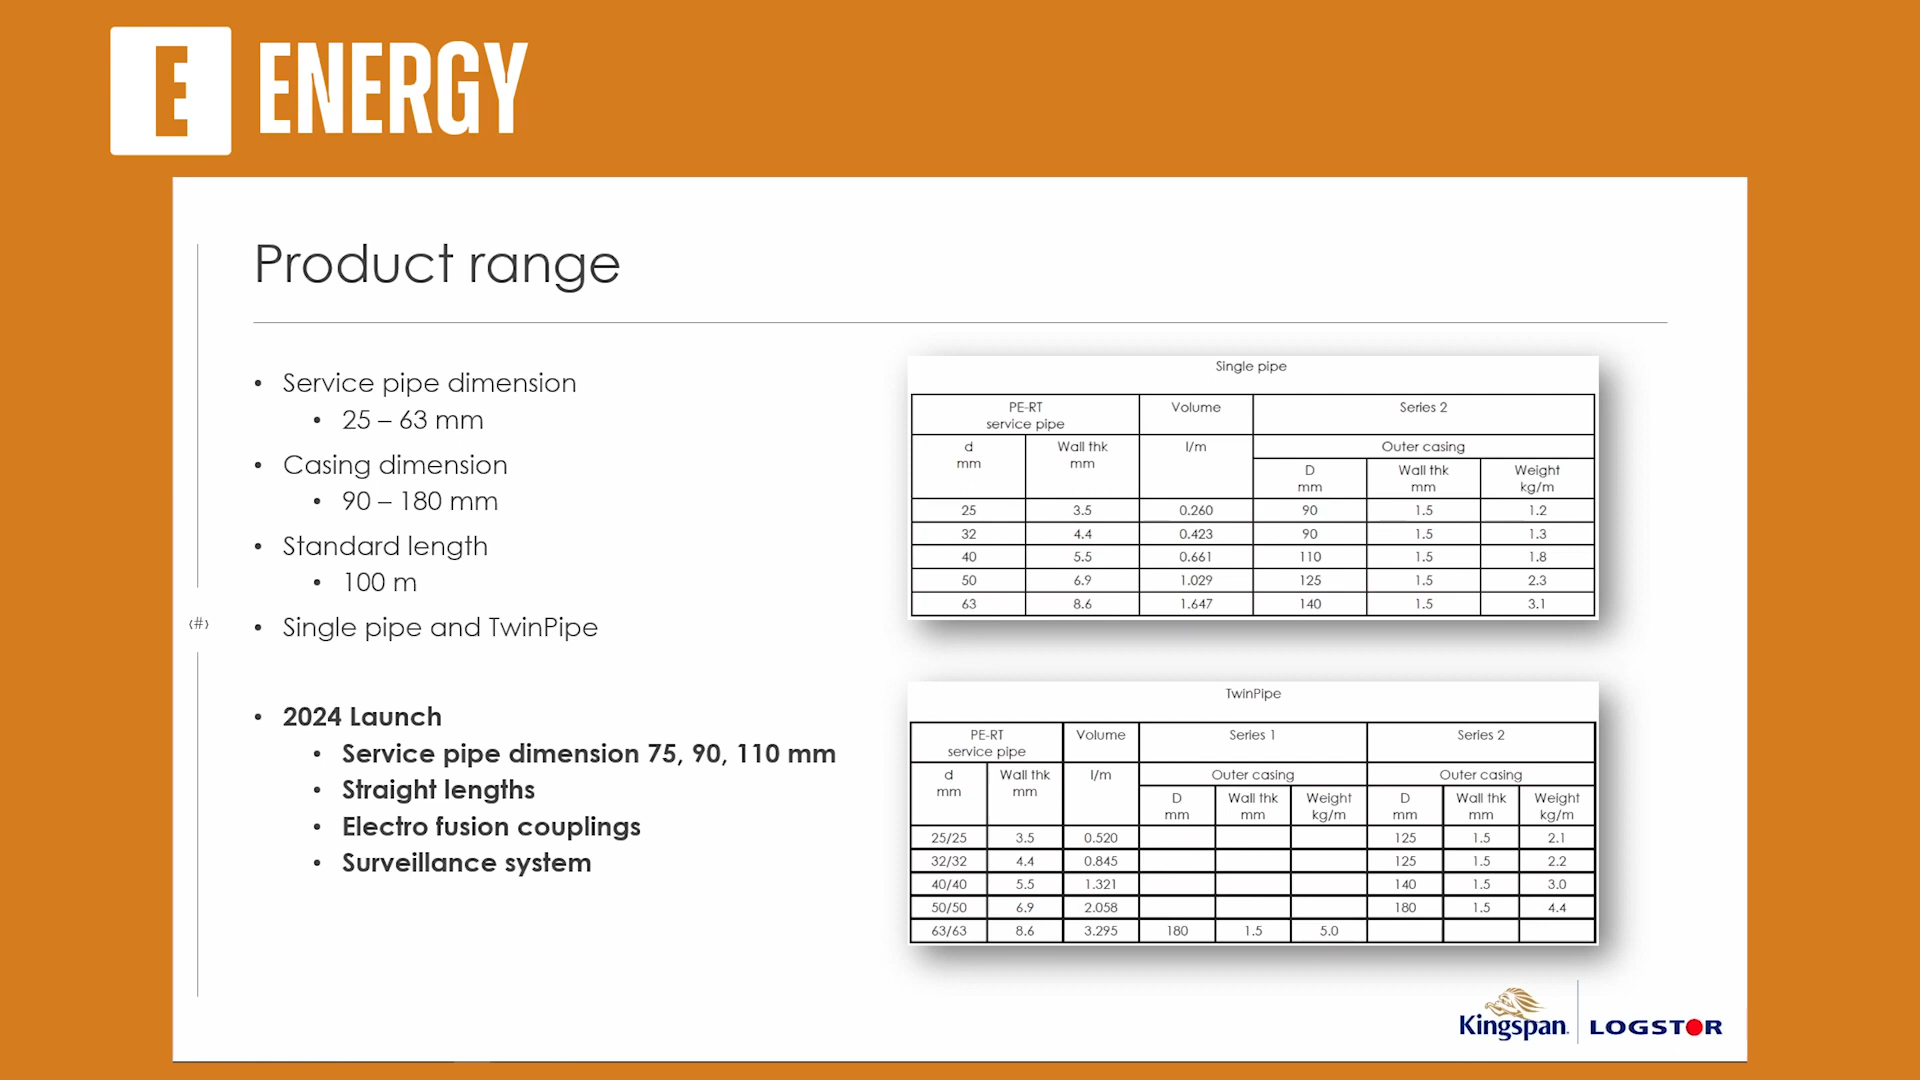 E ENERGY
Product range
• Service pipe dimension
• 25 – 63 mm
• Casing dimension
• 90 – 180 mm
• Standard length
• 100 m
‹#›
• Single pipe and TwinPipe
• 2024 Launch
• Service pipe dimension 75, 90, 110 mm
• Straight lengths
• Electro fusion couplings
• Surveillance system
Single pipe
PE-RT service pipe Volume Series 2
d mm Wall thk mm l/m Outer casing
D mm Wall thk mm Weight kg/m
25 3.5 0.260 90 1.5 1.2
32 4.4 0.423 90 1.5 1.3
40 5.5 0.661 110 1.5 1.8
50 6.9 1.029 125 1.5 2.3
63 8.6 1.647 140 1.5 3.1
TwinPipe
PE-RT service pipe Volume Series 1 Series 2
d mm Wall thk mm l/m Outer casing Outer casing
D mm Wall thk mm Weight kg/m D mm Wall thk mm Weight kg/m
25/25 3.5 0.520 125 1.5 2.1
32/32 4.4 0.845 125 1.5 2.2
40/40 5.5 1.321 140 1.5 3.0
50/50 6.9 2.058 180 1.5 4.4
63/63 8.6 3.295 180 1.5 5.0
Kingspan. LOGSTOR